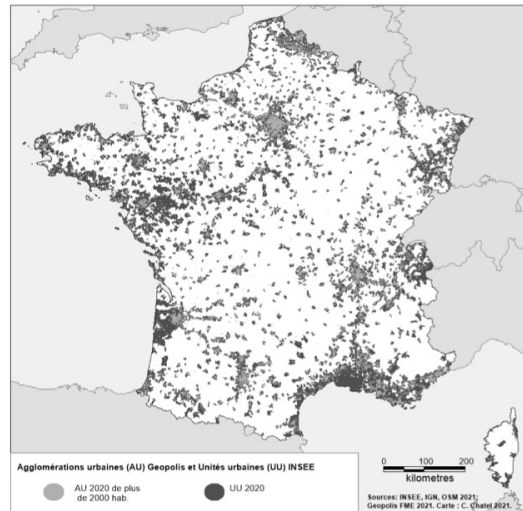 Agglomérations urbaines (AU) Geopolis et Unités urbaines (UU) INSEE
AU 2020 de plus
de 2000 hab.
UU 2020
0 100 200
kilometres
Sources: INSEE, IGN, OSM 2021;
Geopolis FME 2021. Carte : C. Chatel 2021.